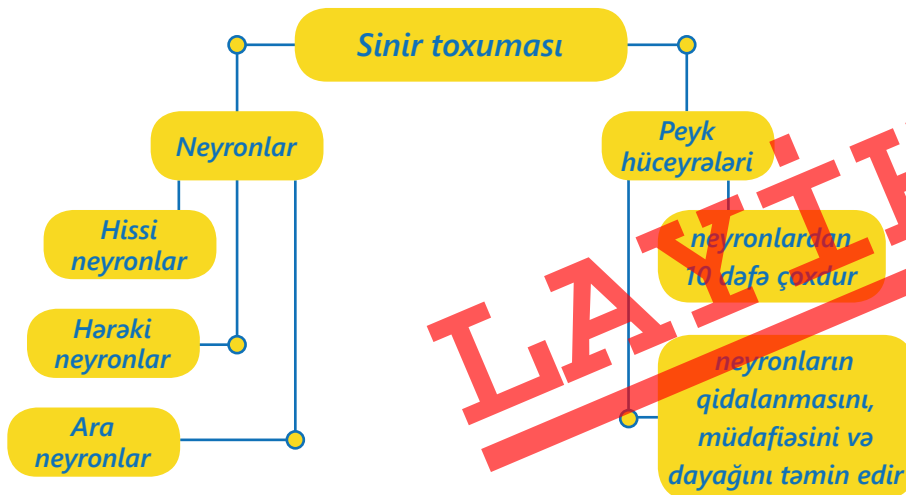 Sinir toxuması
Neyronlar
Peyk
hüceyrələri
Hissi
neyronlar
neyronlardan
10 dəfə çoxdur
Hərəki
neyronlar
neyronların
qidalanmasını,
müdafiəsini və
dayağını təmin edir
Ara
neyronlar